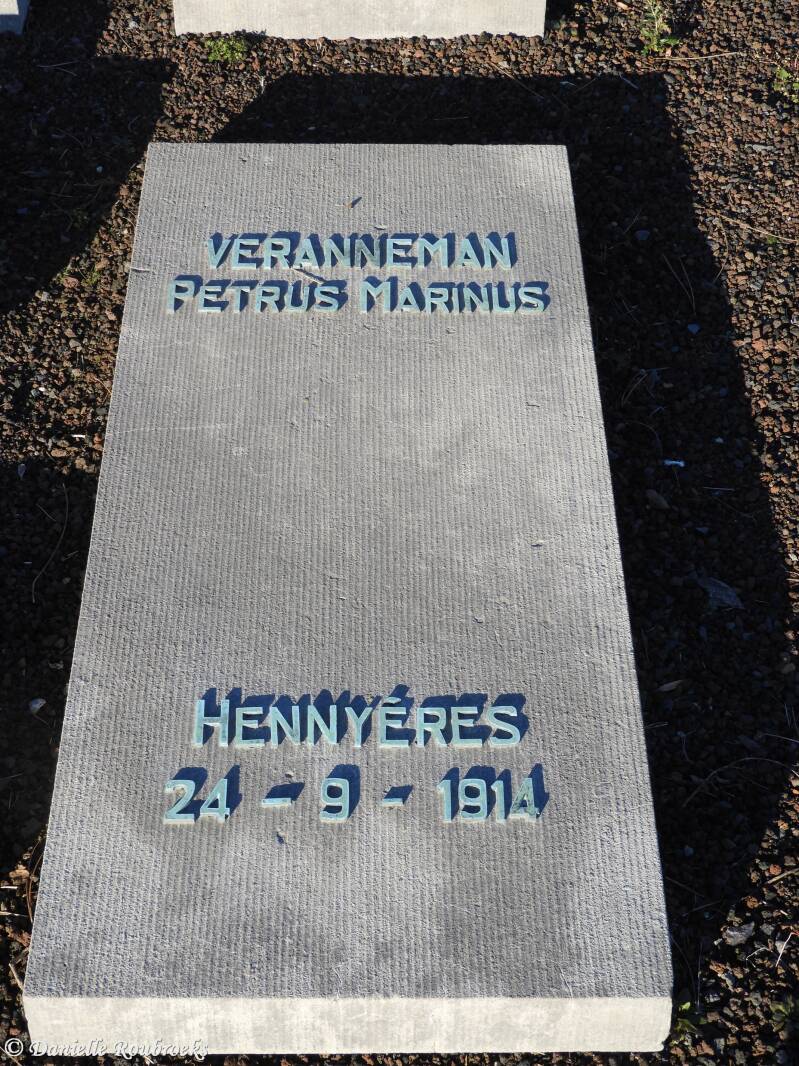 VERANNEMAN
PETRUS MARINUS
HENNYÉRES
24 - 9 - 1914
© Danielle Roubroeks